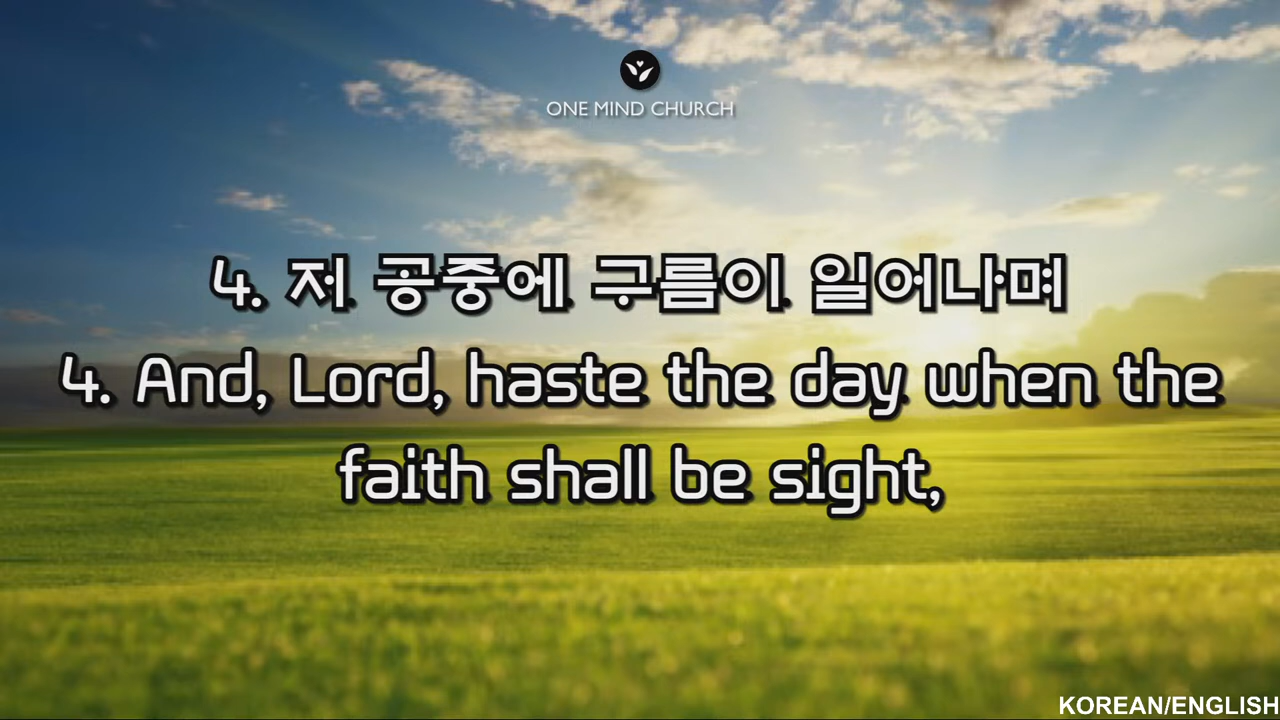 ONE MIND CHURCH
4. 저 공중에 구름이 일어나며
4. And, Lord, haste the day when the
faith shall be sight,
KOREAN/ENGLISH